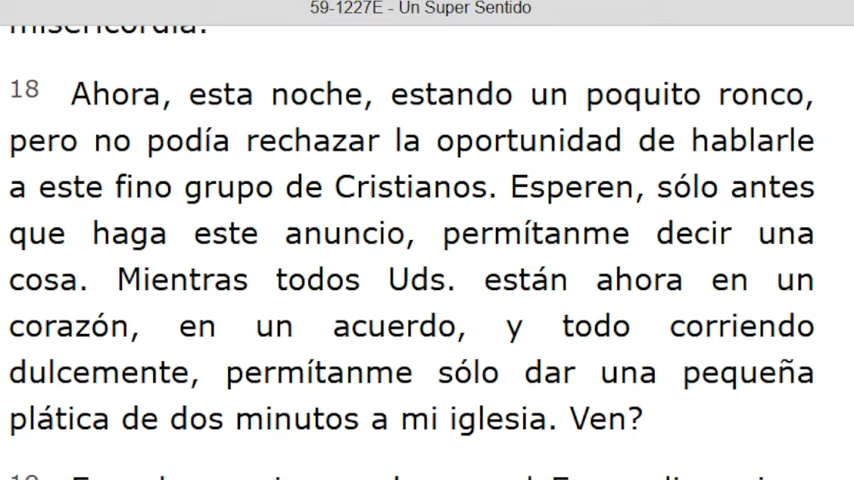 59-1227E - Un Super Sentido
misericordia.
18 Ahora, esta noche, estando un poquito ronco,
pero no podía rechazar la oportunidad de hablarle
a este fino grupo de Cristianos. Esperen, sólo antes
que haga este anuncio, permítanme decir una
cosa. Mientras todos Uds. están ahora en un
corazón, en un acuerdo, y todo corriendo
dulcemente, permítanme sólo dar una pequeña
plática de dos minutos a mi iglesia. Ven?